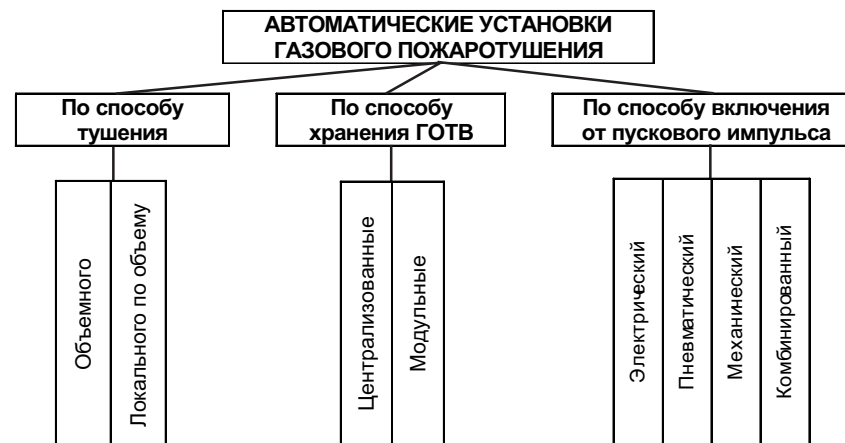 АВТОМАТИЧЕСКИЕ УСТАНОВКИ
ГАЗОВОГО ПОЖАРОТУШЕНИЯ
По способу
тушения
По способу
хранения ГОТВ
По способу включения
от пускового импульса
Объемного
Локального по объему
Централизованные
Модульные
Электрический
Пневматический
Механический
Комбинированный